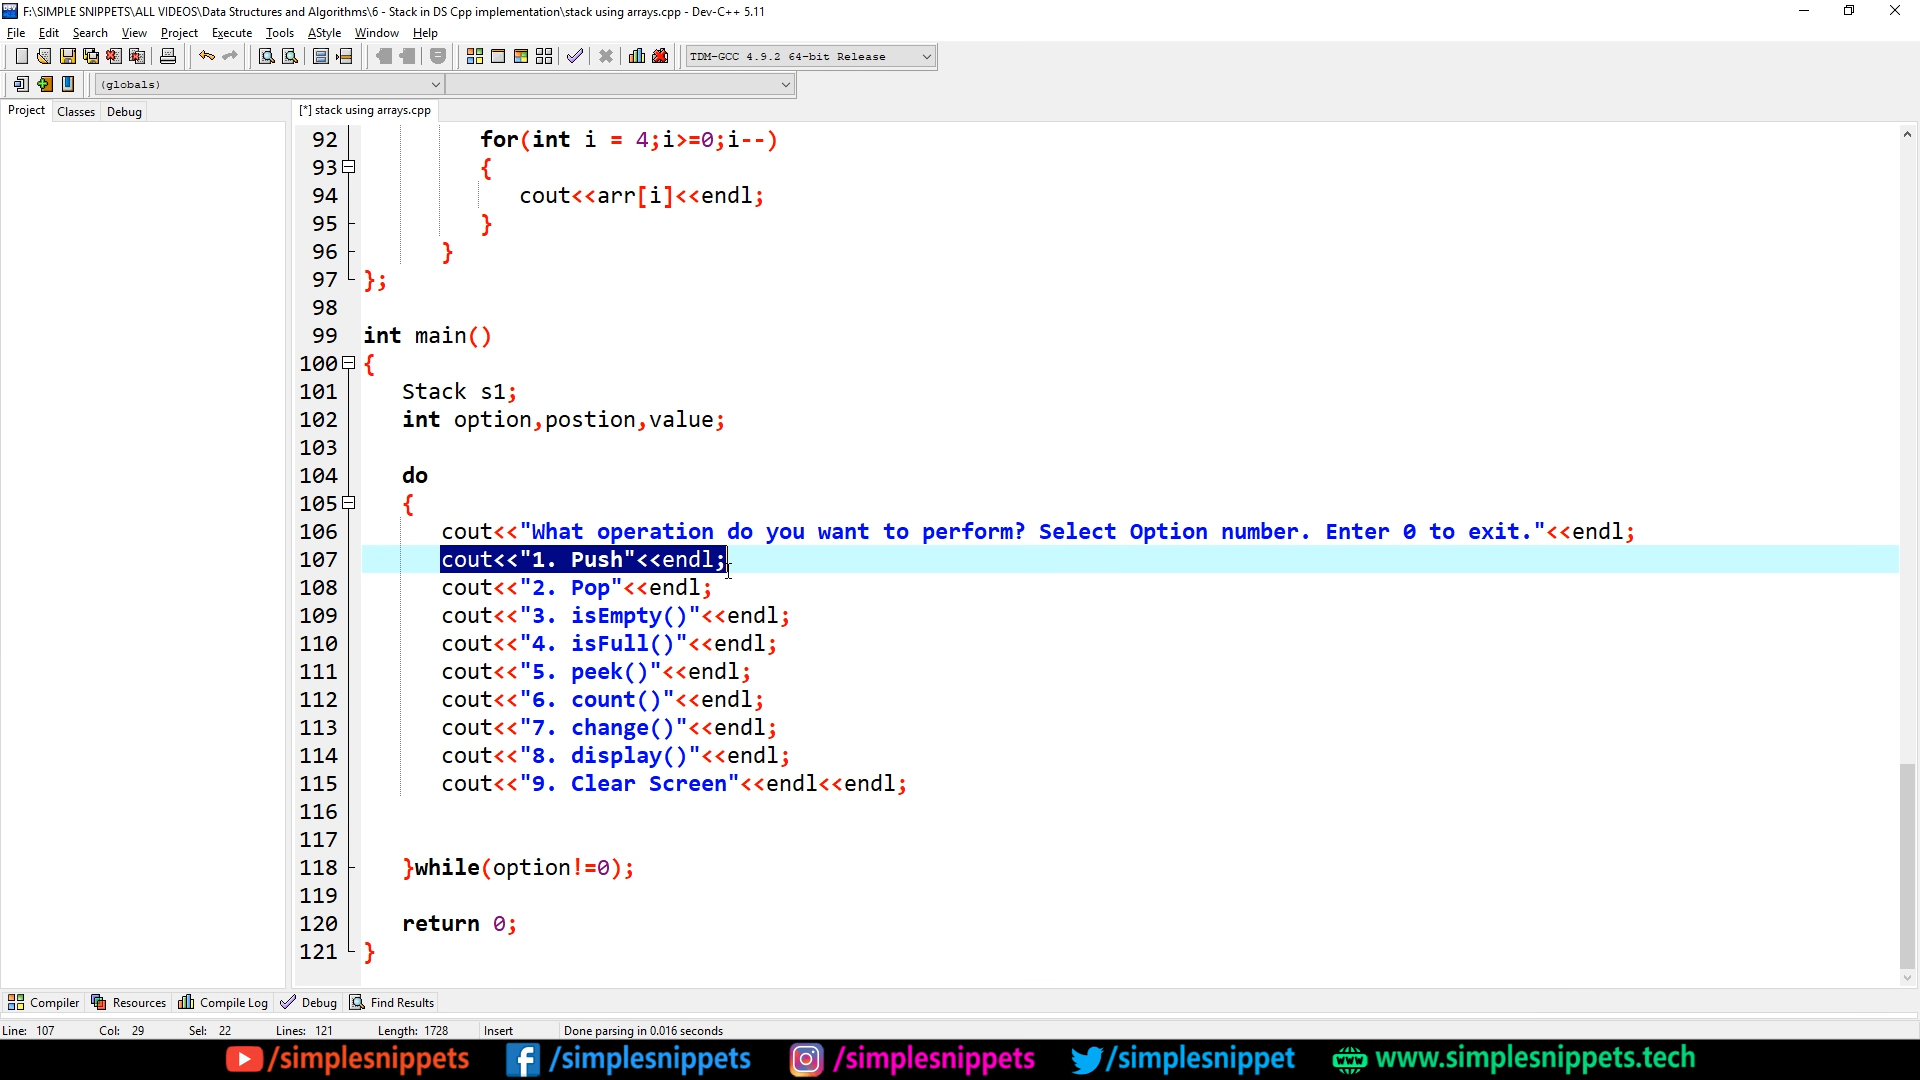 F:\SIMPLE SNIPPETS\ALL VIDEOS\Data Structures and Algorithms\6 - Stack in DS Cpp implementation\stack using arrays.cpp - Dev-C++ 5.11
File Edit Search View Project Execute Tools AStyle Window Help
TDM-GCC 4.9.2 64-bit Release
(globals)
Project Classes Debug
[*] stack using arrays.cpp
92 for(int i = 4;i>=0;i--)
93 {
94 cout<<arr[i]<<endl;
95 }
96 }
97 };
98
99 int main()
100 {
101 Stack s1;
102 int option,postion,value;
103
104 do
105 {
106 cout<<"What operation do you want to perform? Select Option number. Enter 0 to exit."<<endl;
107 cout<<"1. Push"<<endl;
108 cout<<"2. Pop"<<endl;
109 cout<<"3. isEmpty()"<<endl;
110 cout<<"4. isFull()"<<endl;
111 cout<<"5. peek()"<<endl;
112 cout<<"6. count()"<<endl;
113 cout<<"7. change()"<<endl;
114 cout<<"8. display()"<<endl;
115 cout<<"9. Clear Screen"<<endl<<endl;
116
117
118 }while(option!=0);
119
120 return 0;
121 }
Compiler Resources Compile Log Debug Find Results
Line: 107 Col: 29 Sel: 22 Lines: 121 Length: 1728 Insert Done parsing in 0.016 seconds
/simplesnippets /simplesnippets /simplesnippets /simplesnippet www.simplesnippets.tech